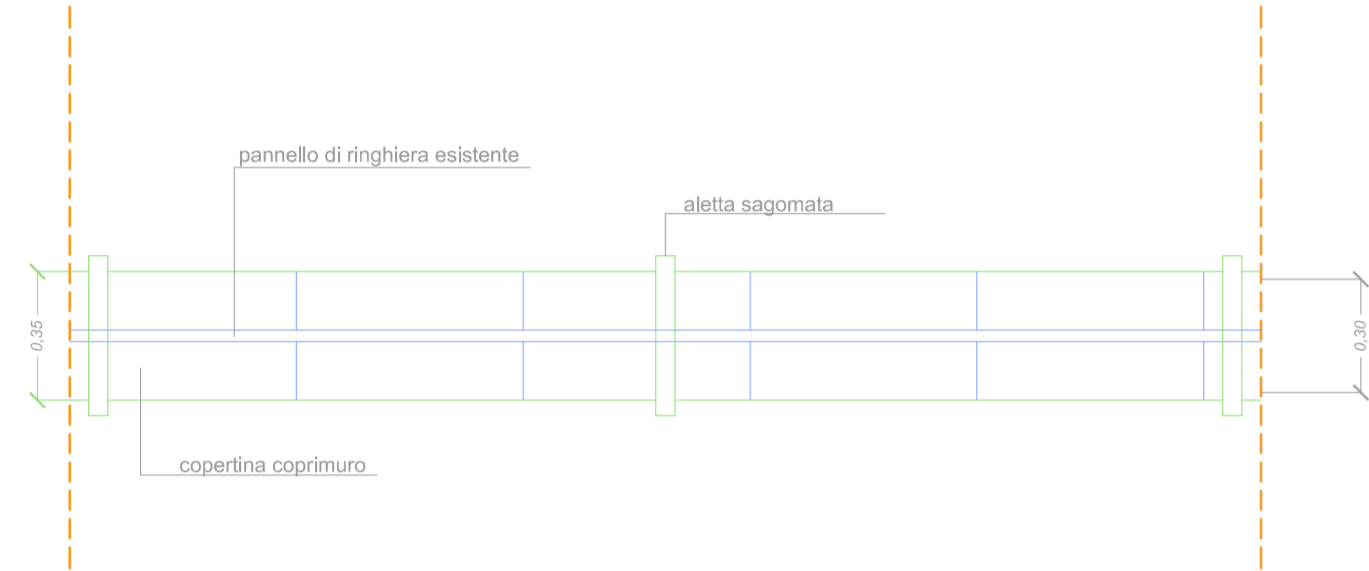 pannello di ringhiera esistente
aletta sagomata
0,35
0,30
copertina coprimuro